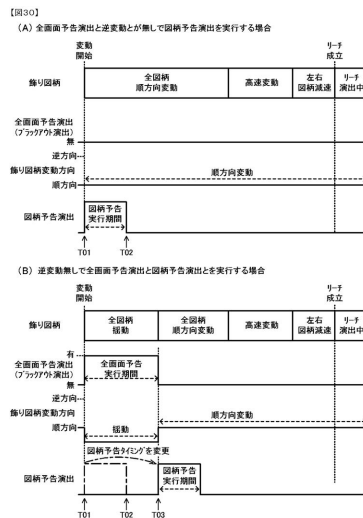 【図30】
(A) 全画面予告演出と逆変動とが無しで図柄予告演出を実行する場合
変動
開始
リーチ
成立
飾り図柄
全図柄
順方向変動
高速変動
左右
図柄減速
リーチ
演出中
全画面予告演出
(ブラックアウト演出)
無
逆方向
飾り図柄変動方向
順方向
順方向変動
図柄予告演出
図柄予告
実行期間
T01
T02
(B) 逆変動無しで全画面予告演出と図柄予告演出とを実行する場合
変動
開始
リーチ
成立
飾り図柄
全図柄
揺動
全図柄
順方向変動
高速変動
左右
図柄減速
リーチ
演出中
有
全画面予告演出
(ブラックアウト演出)
無
全画面予告
実行期間
逆方向
飾り図柄変動方向
順方向
揺動
順方向変動
図柄予告タイミングを変更
図柄予告演出
図柄予告
実行期間
T01
T02
T03